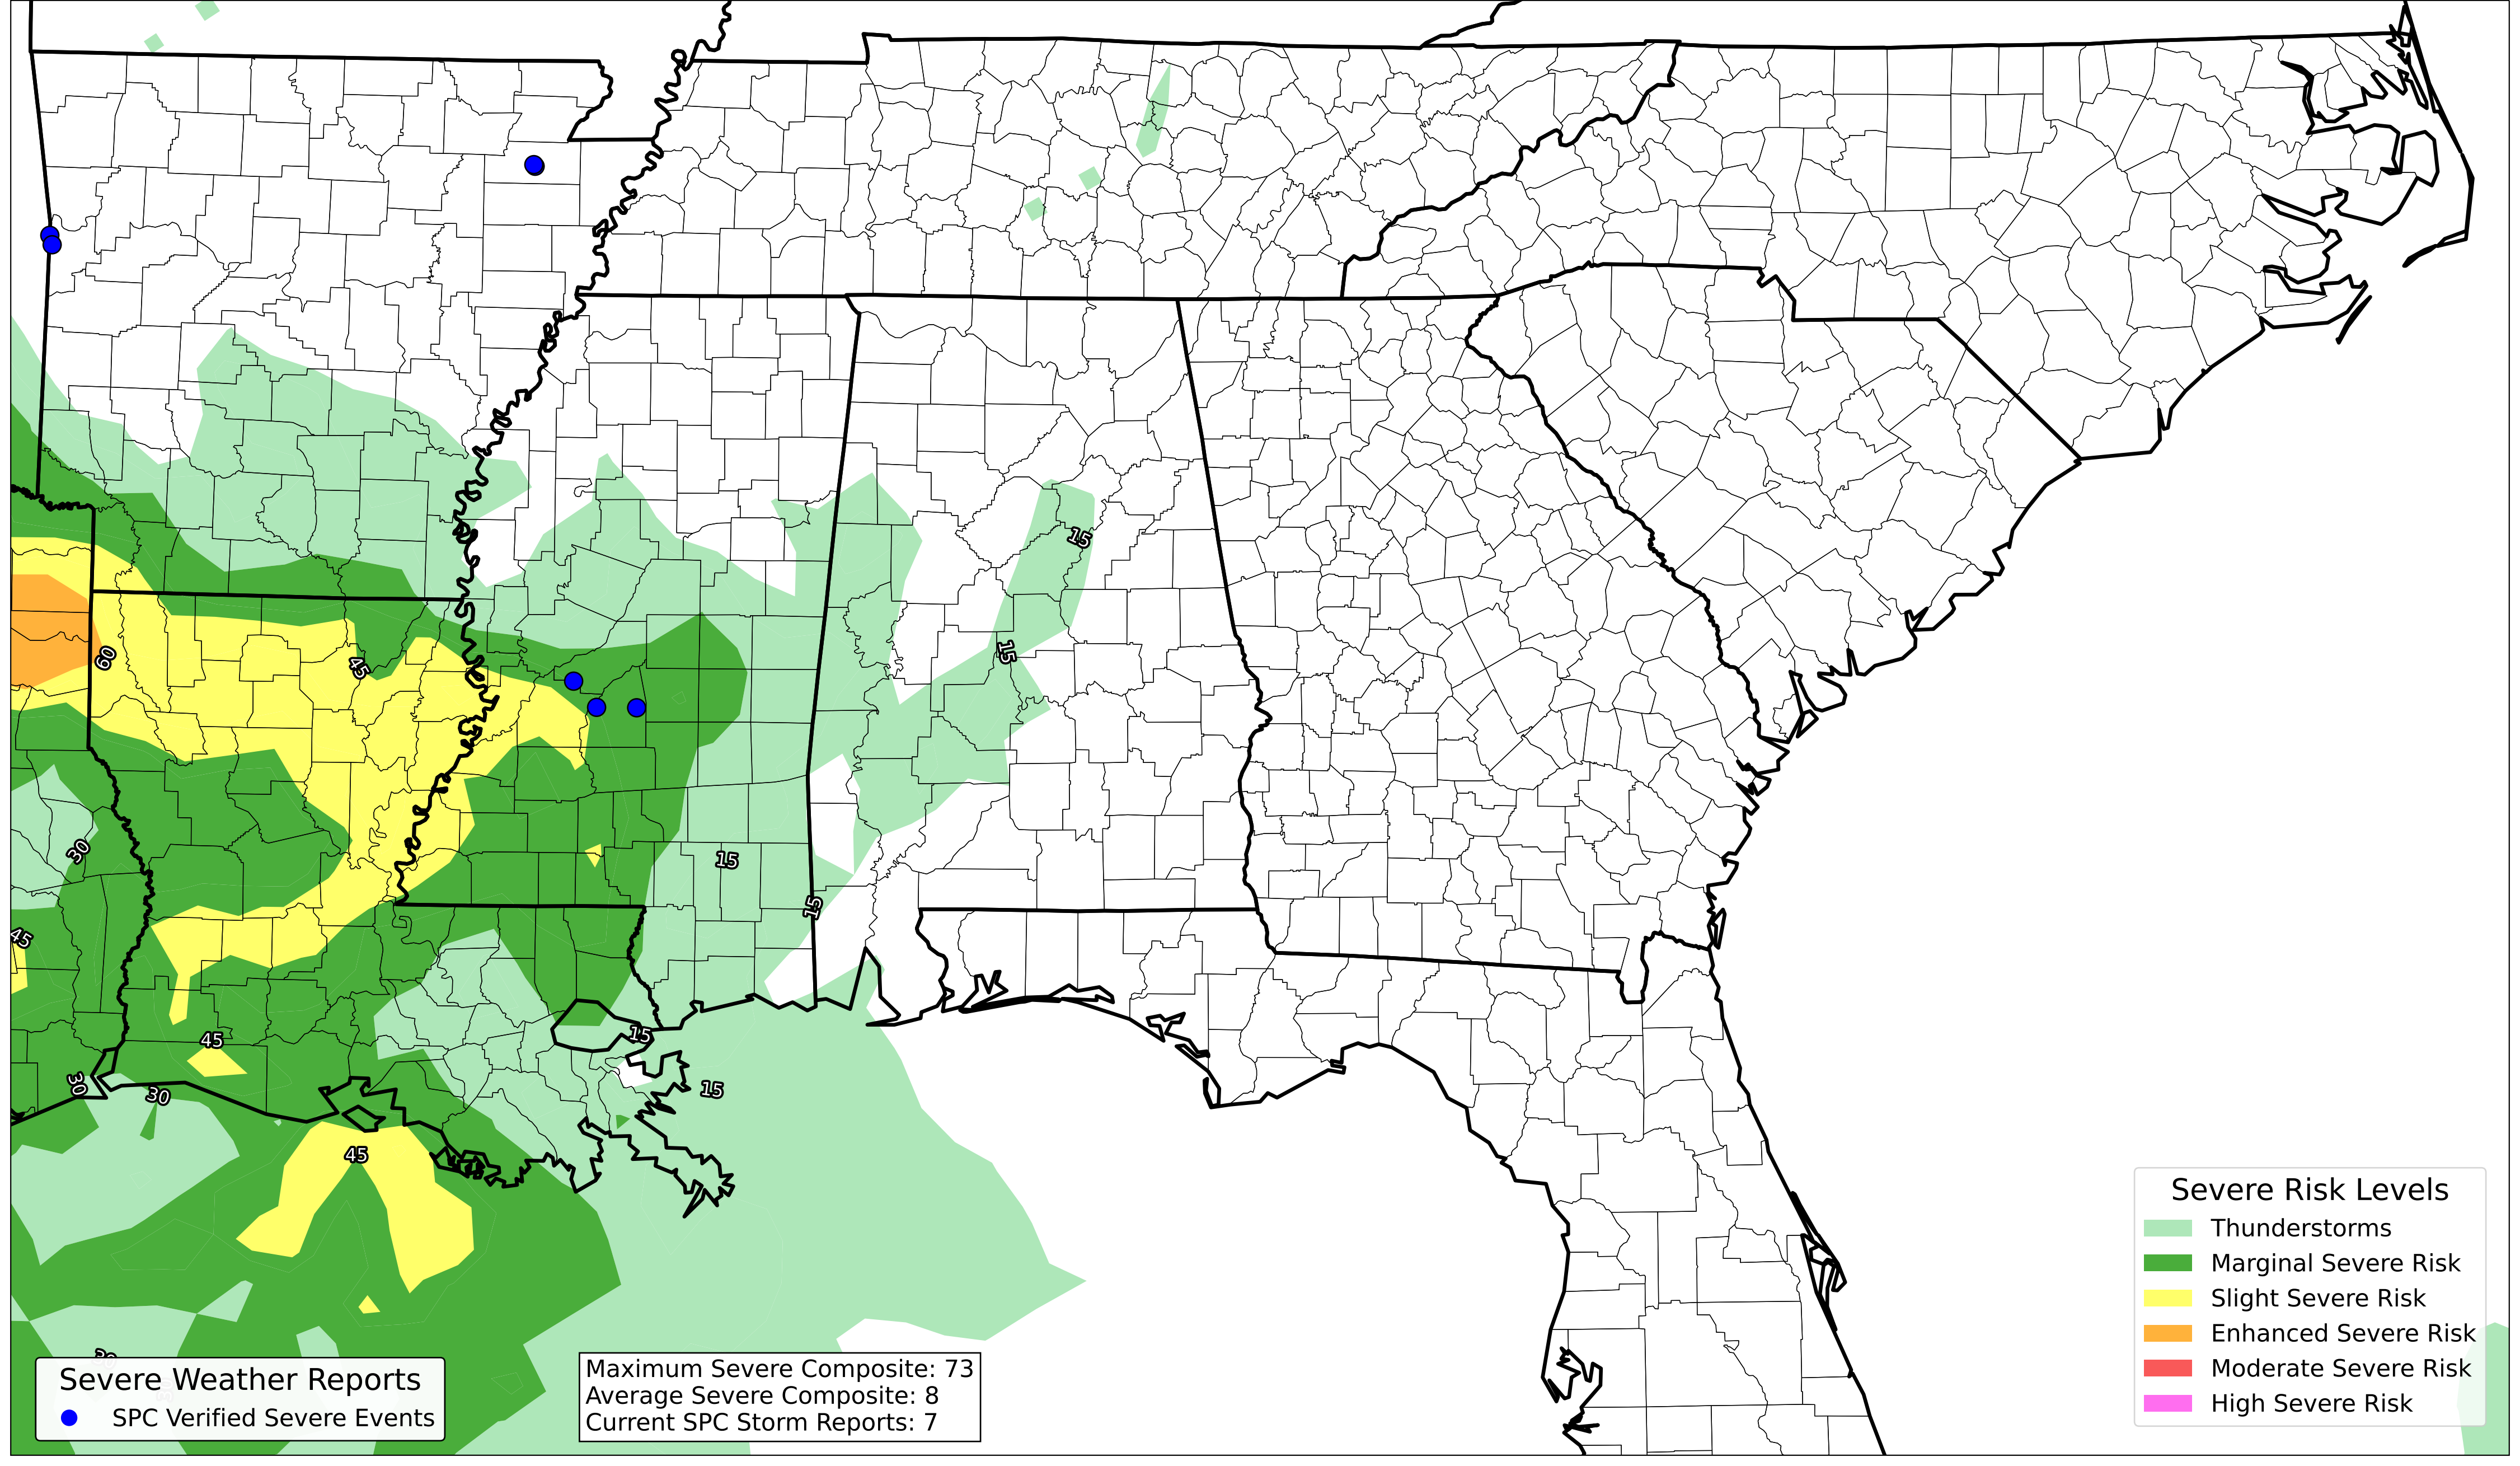 15
15
60
45
30
15
15
45
45
15
30
30
15
45
30
Severe Weather Reports
SPC Verified Severe Events
Maximum Severe Composite: 73
Average Severe Composite: 8
Current SPC Storm Reports: 7
Severe Risk Levels
Thunderstorms
Marginal Severe Risk
Slight Severe Risk
Enhanced Severe Risk
Moderate Severe Risk
High Severe Risk